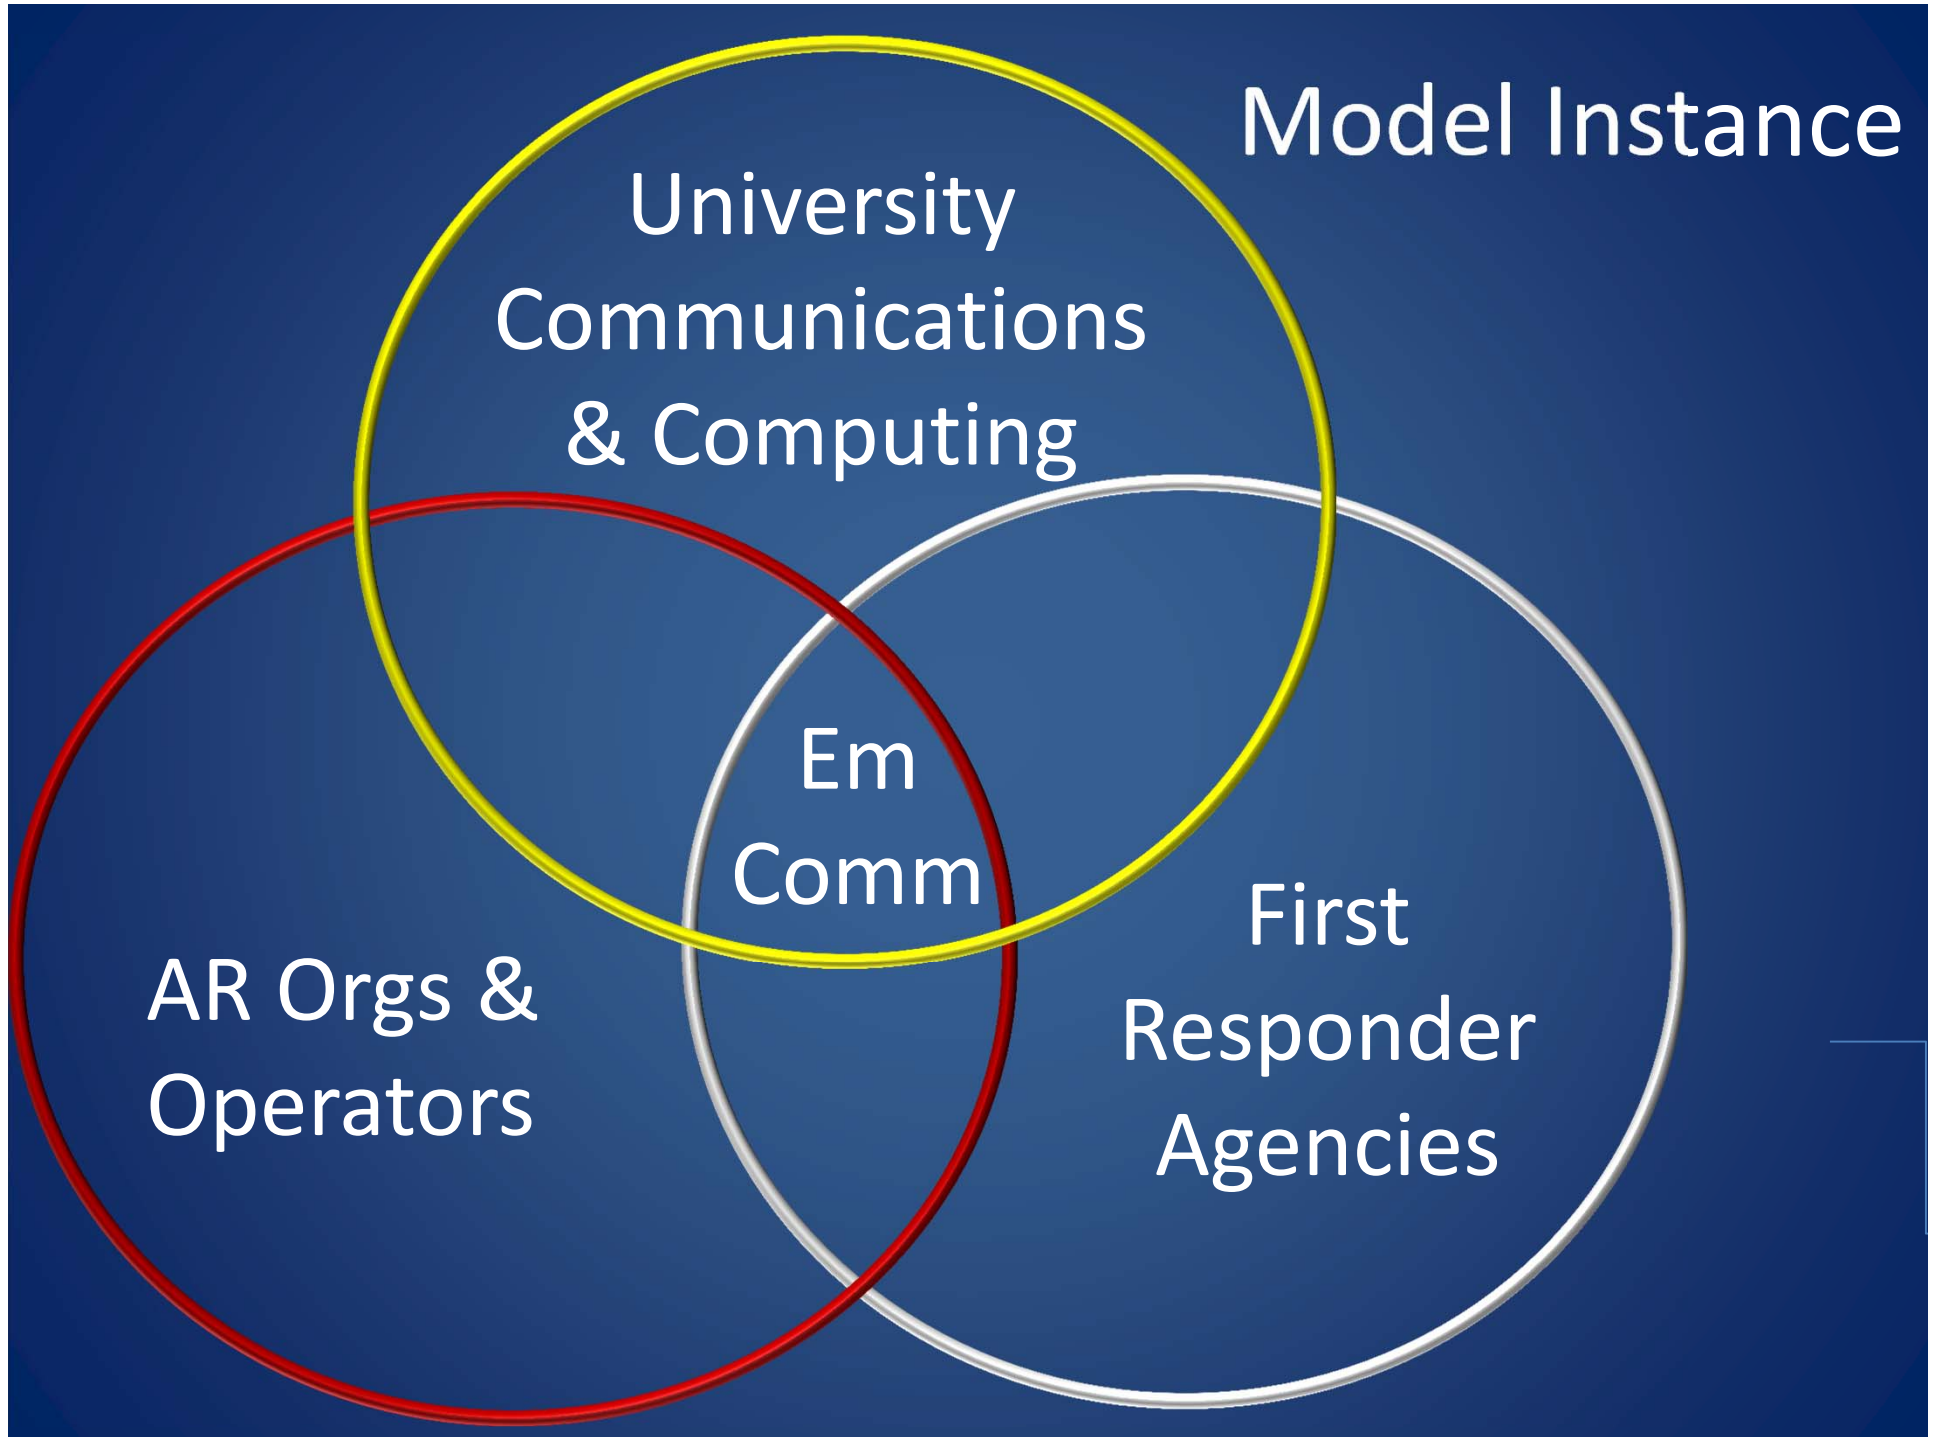 Model Instance
University
Communications
& Computing
Em
Comm
AR Orgs &
Operators
First
Responder
Agencies